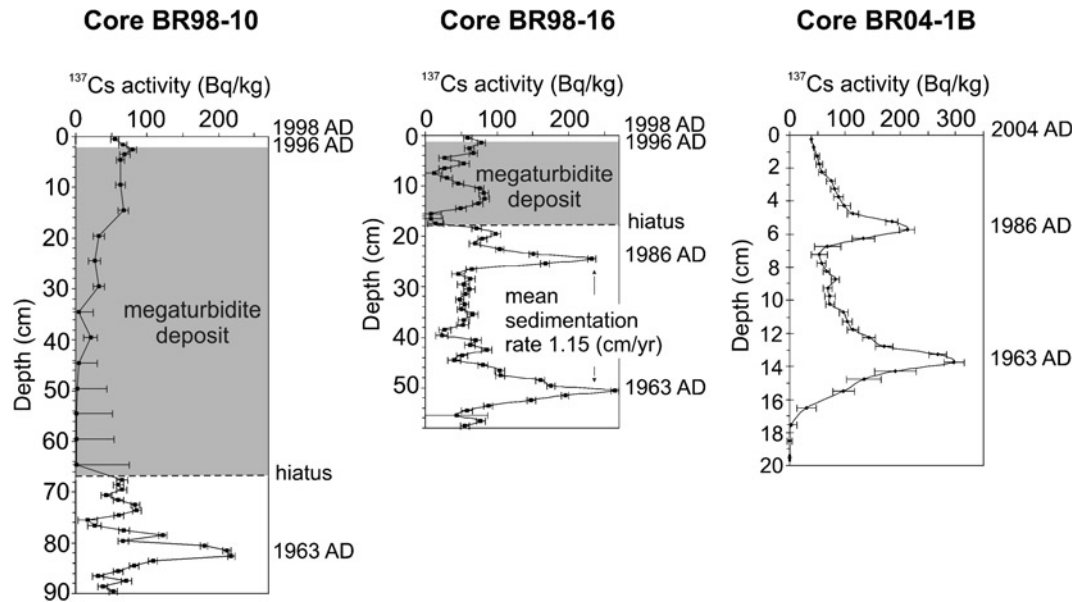 Core BR98-10
¹³⁷Cs activity (Bq/kg)
0 100 200
Depth (cm)
0
10
20
30
40
50
60
70
80
90
1998 AD
1996 AD
megaturbidite
deposit
hiatus
1963 AD
Core BR98-16
¹³⁷Cs activity (Bq/kg)
0 100 200
Depth (cm)
0
10
20
30
40
50
1998 AD
1996 AD
megaturbidite
deposit
hiatus
1986 AD
mean
sedimentation
rate 1.15 (cm/yr)
1963 AD
Core BR04-1B
¹³⁷Cs activity (Bq/kg)
0 100 200 300
Depth (cm)
0
2
4
6
8
10
12
14
16
18
20
2004 AD
1986 AD
1963 AD